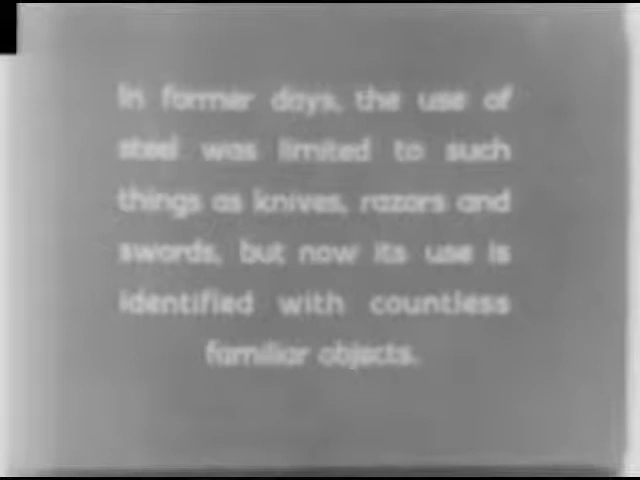 In former days, the use of
steel was limited to such
things as knives, razors and
swords, but now its use is
identified with countless
familiar objects.